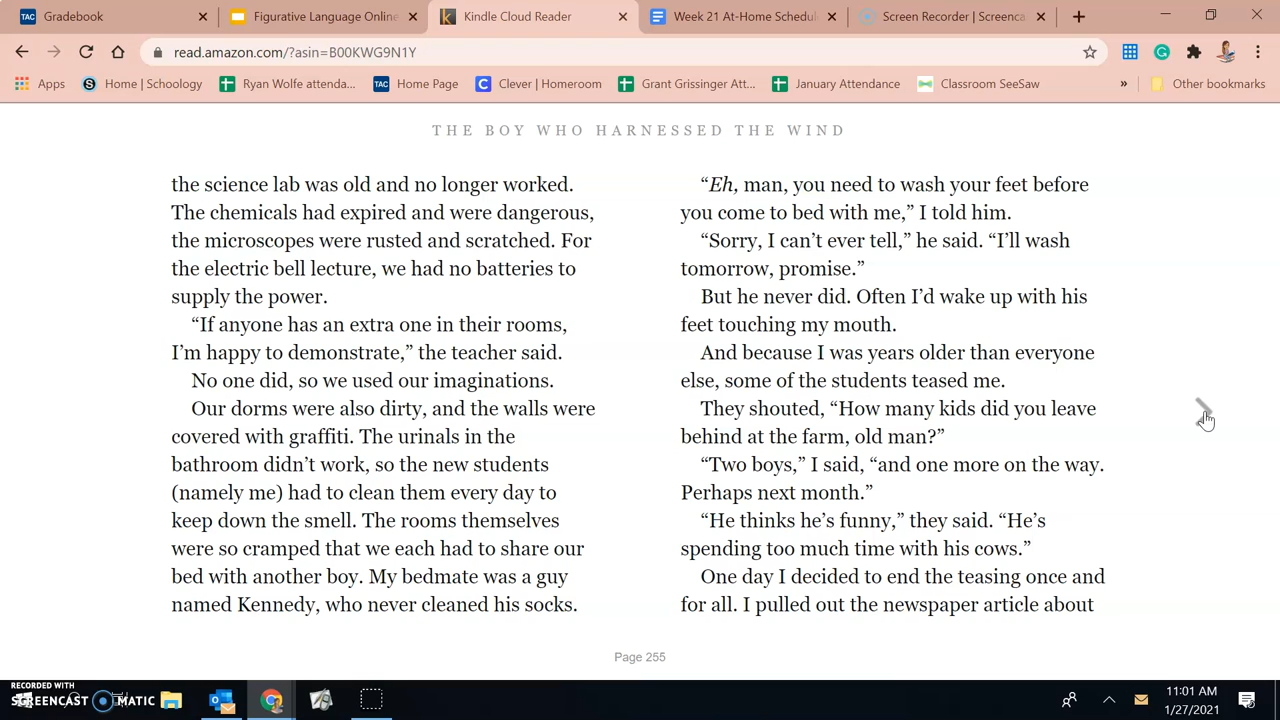 Gradebook
Figurative Language Online
Kindle Cloud Reader
Week 21 At-Home Schedul
Screen Recorder | Screenca
read.amazon.com/?asin=B00KWG9N1Y
Apps
Home | Schoology
Ryan Wolfe attenda...
Home Page
Clever | Homeroom
Grant Grissinger Att...
January Attendance
Classroom SeeSaw
»
Other bookmarks
THE BOY WHO HARNESSED THE WIND
the science lab was old and no longer worked.
The chemicals had expired and were dangerous,
the microscopes were rusted and scratched. For
the electric bell lecture, we had no batteries to
supply the power.
“If anyone has an extra one in their rooms,
I’m happy to demonstrate,” the teacher said.
No one did, so we used our imaginations.
Our dorms were also dirty, and the walls were
covered with graffiti. The urinals in the
bathroom didn’t work, so the new students
(namely me) had to clean them every day to
keep down the smell. The rooms themselves
were so cramped that we each had to share our
bed with another boy. My bedmate was a guy
named Kennedy, who never cleaned his socks.
“Eh, man, you need to wash your feet before
you come to bed with me,” I told him.
“Sorry, I can’t ever tell,” he said. “I’ll wash
tomorrow, promise.”
But he never did. Often I’d wake up with his
feet touching my mouth.
And because I was years older than everyone
else, some of the students teased me.
They shouted, “How many kids did you leave
behind at the farm, old man?”
“Two boys,” I said, “and one more on the way.
Perhaps next month.”
“He thinks he’s funny,” they said. “He’s
spending too much time with his cows.”
One day I decided to end the teasing once and
for all. I pulled out the newspaper article about
Page 255
RECORDED WITH
SCREENCAST MATIC
11:01 AM
1/27/2021